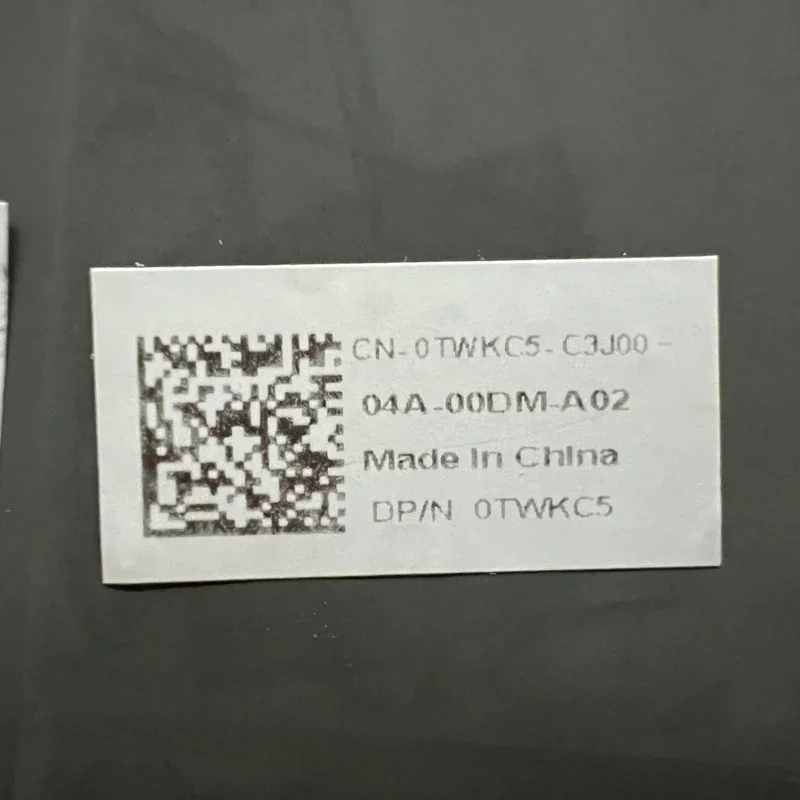 CN-0TWKC5-C3J00-
04A-00DM-A02
Made In China
DP/N 0TWKC5